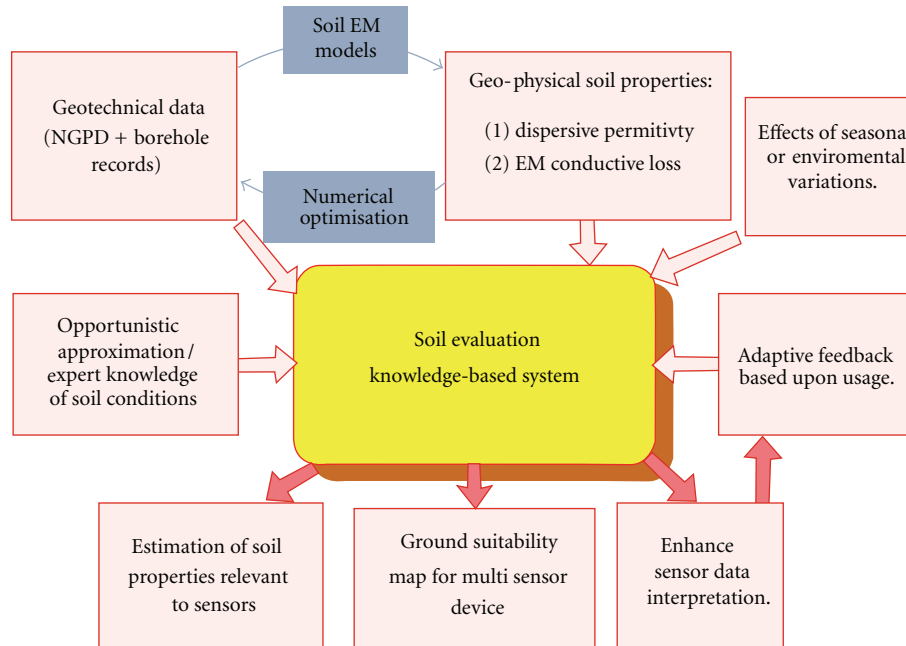 Soil EM
models
Geotechnical data
(NGPD + borehole
records)
Geo-physical soil properties:
(1) dispersive permitivty
(2) EM conductive loss
Effects of seasona
or enviromental
variations.
Numerical
optimisation
Opportunistic
approximation/
expert knowledge
of soil conditions
Soil evaluation
knowledge-based system
Adaptive feedback
based upon usage.
Estimation of soil
properties relevant
to sensors
Ground suitability
map for multi sensor
device
Enhance
sensor data
interpretation.